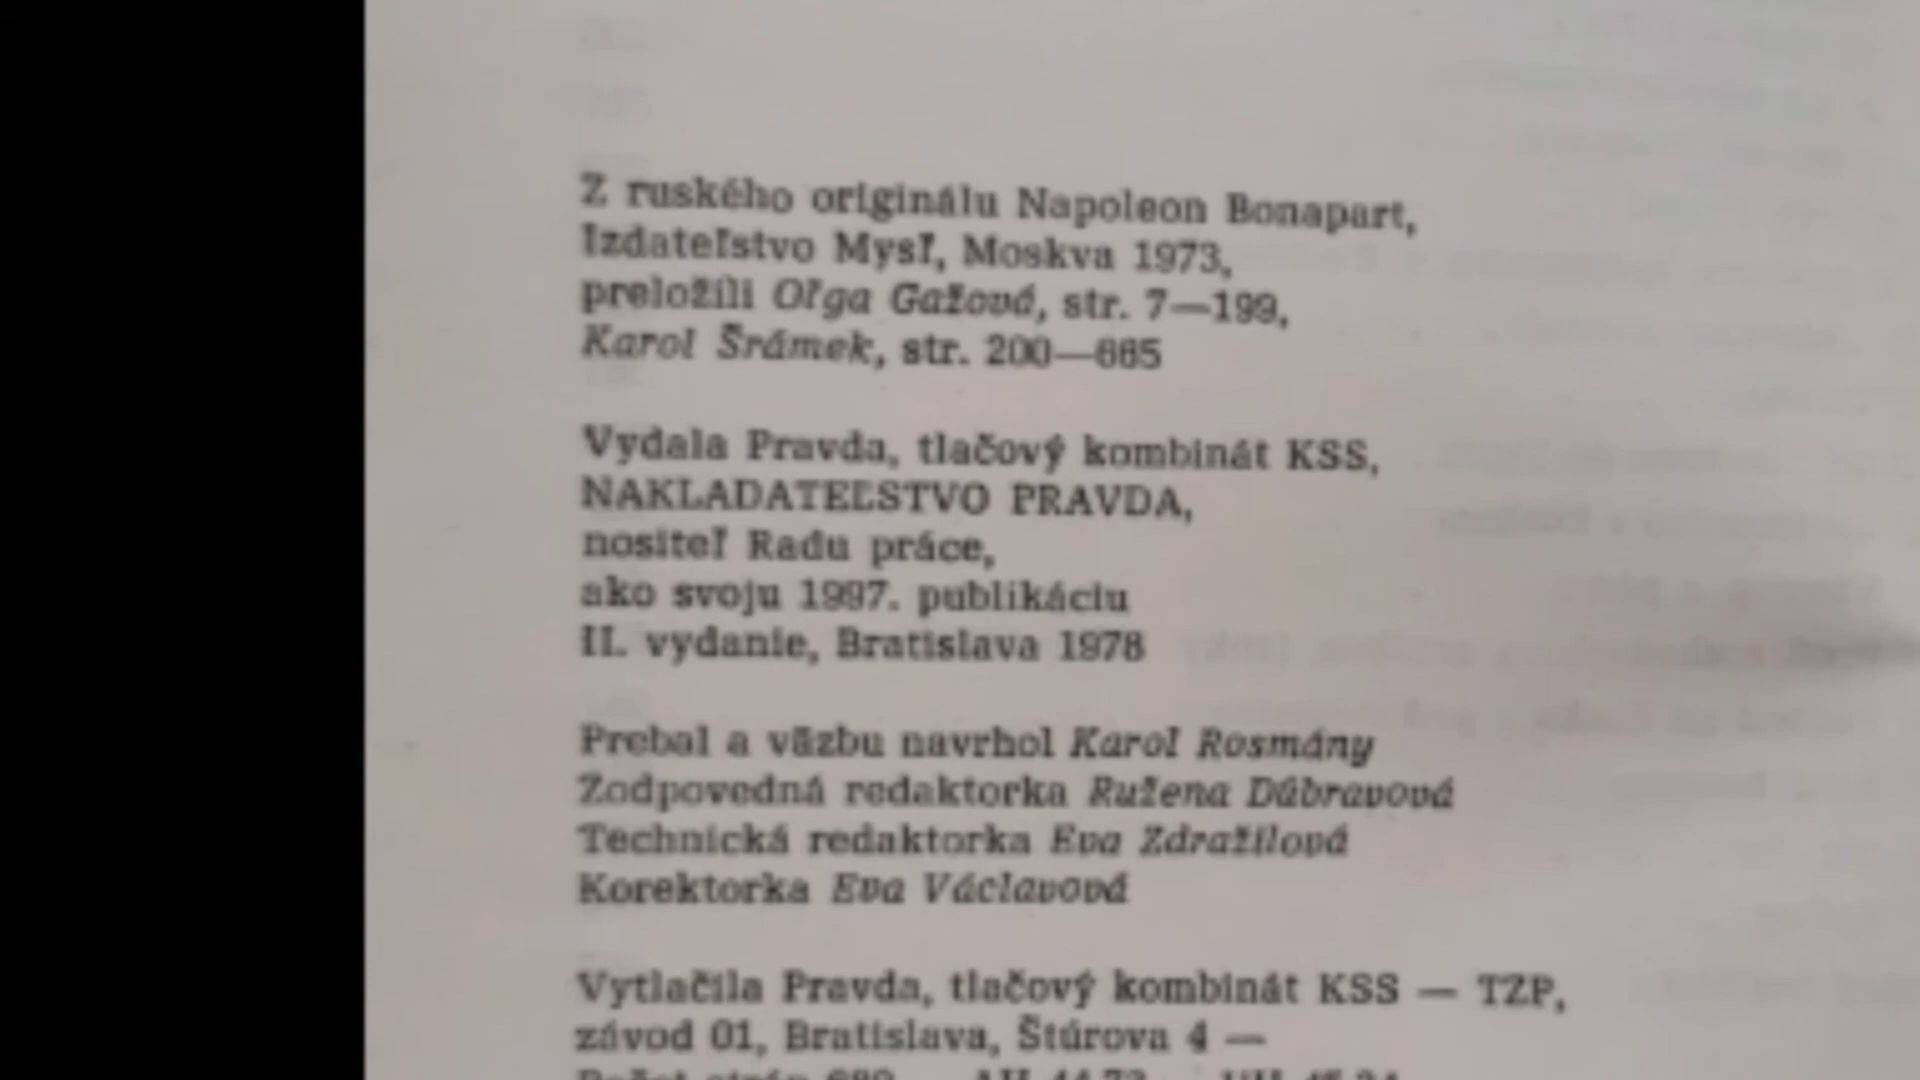 Z ruského originálu Napoleon Bonapart,
Izdateľstvo Mysľ, Moskva 1973,
preložili Oľga Gažová, str. 7—199,
Karol Šrámek, str. 200—665
Vydala Pravda, tlačový kombinát KSS,
NAKLADATEĽSTVO PRAVDA,
nositeľ Radu práce,
ako svoju 1997. publikáciu
II. vydanie, Bratislava 1978
Prebal a väzbu navrhol Karol Rosmány
Zodpovedná redaktorka Ružena Dúbravová
Technická redaktorka Eva Zdražilová
Korektorka Eva Václavová
Vytlačila Pravda, tlačový kombinát KSS — TZP,
závod 01, Bratislava, Štúrova 4 —